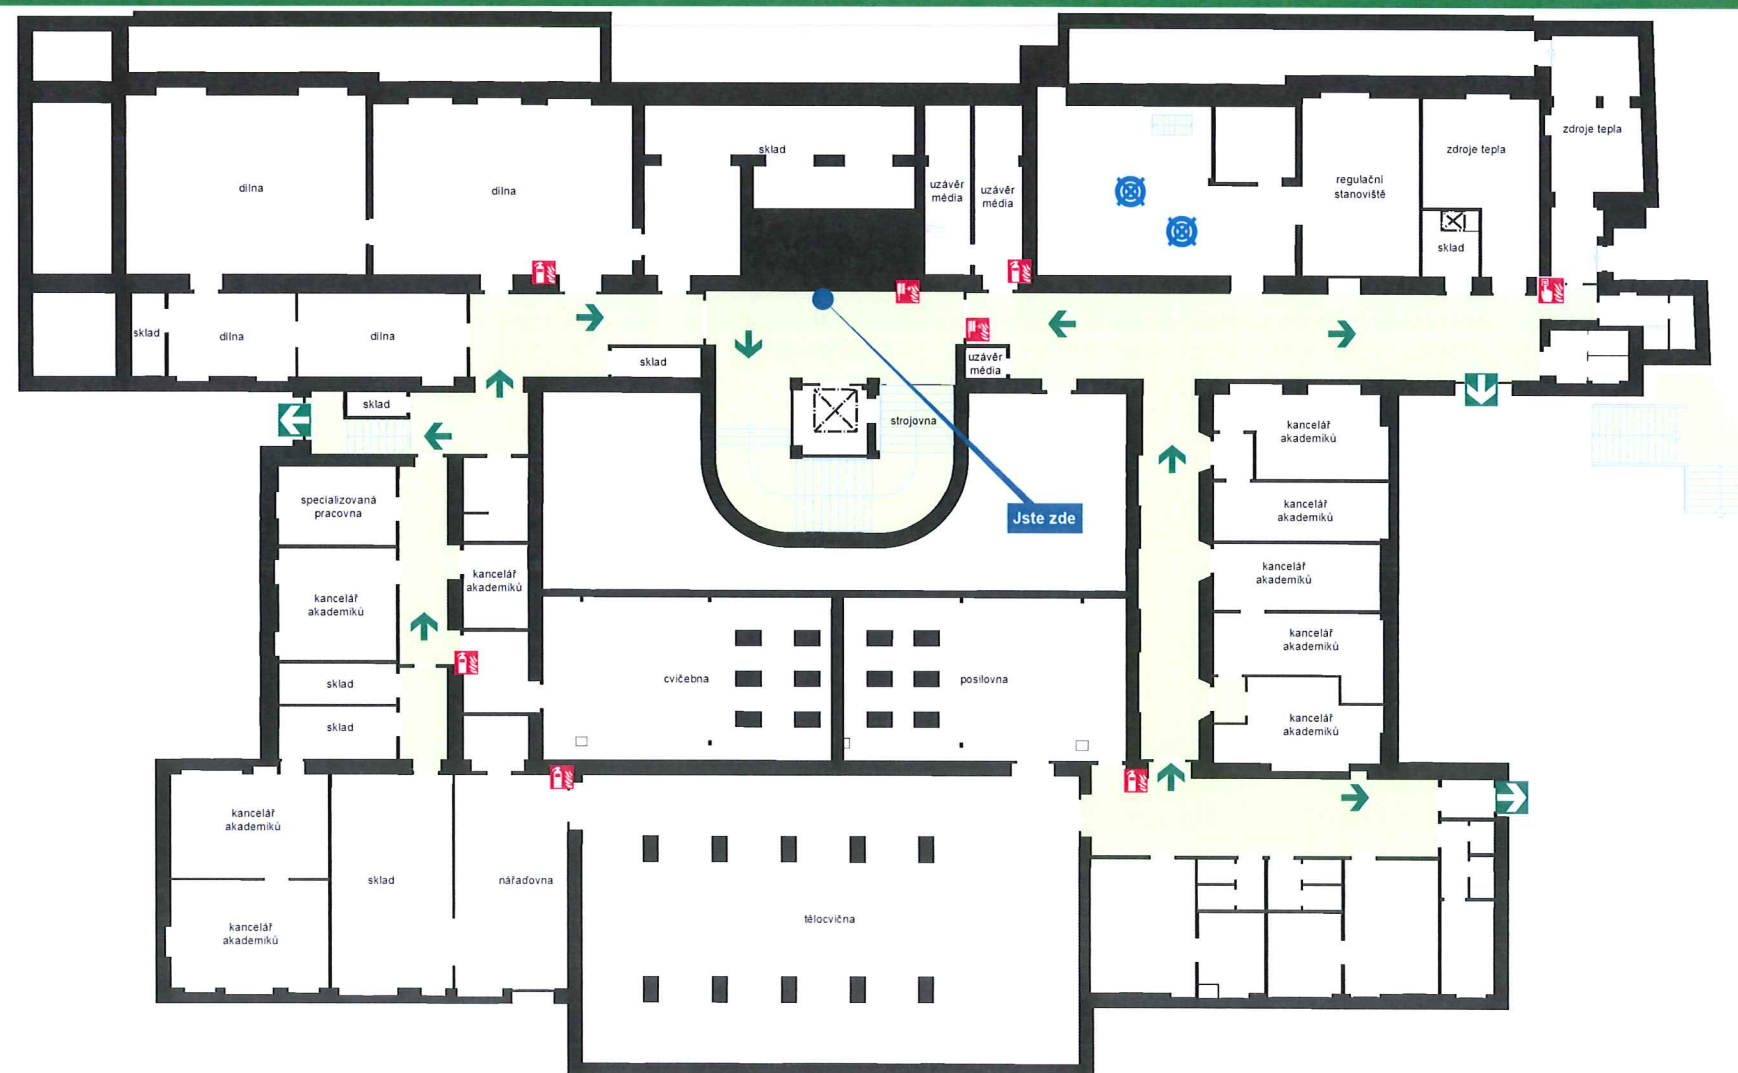 sklad
zdroje tepla
zdroje tepla
dílna
dílna
uzávěr
média
uzávěr
média
regulační
stanoviště
sklad
sklad
dílna
dílna
sklad
uzávěr
média
sklad
strojovna
kancelář
akademiků
specializovaná
pracovna
kancelář
akademiků
Jste zde
kancelář
akademiků
kancelář
akademiků
kancelář
akademiků
kancelář
akademiků
sklad
cvičebna
posilovna
sklad
kancelář
akademiků
kancelář
akademiků
sklad
nářaďovna
tělocvična
kancelář
akademiků